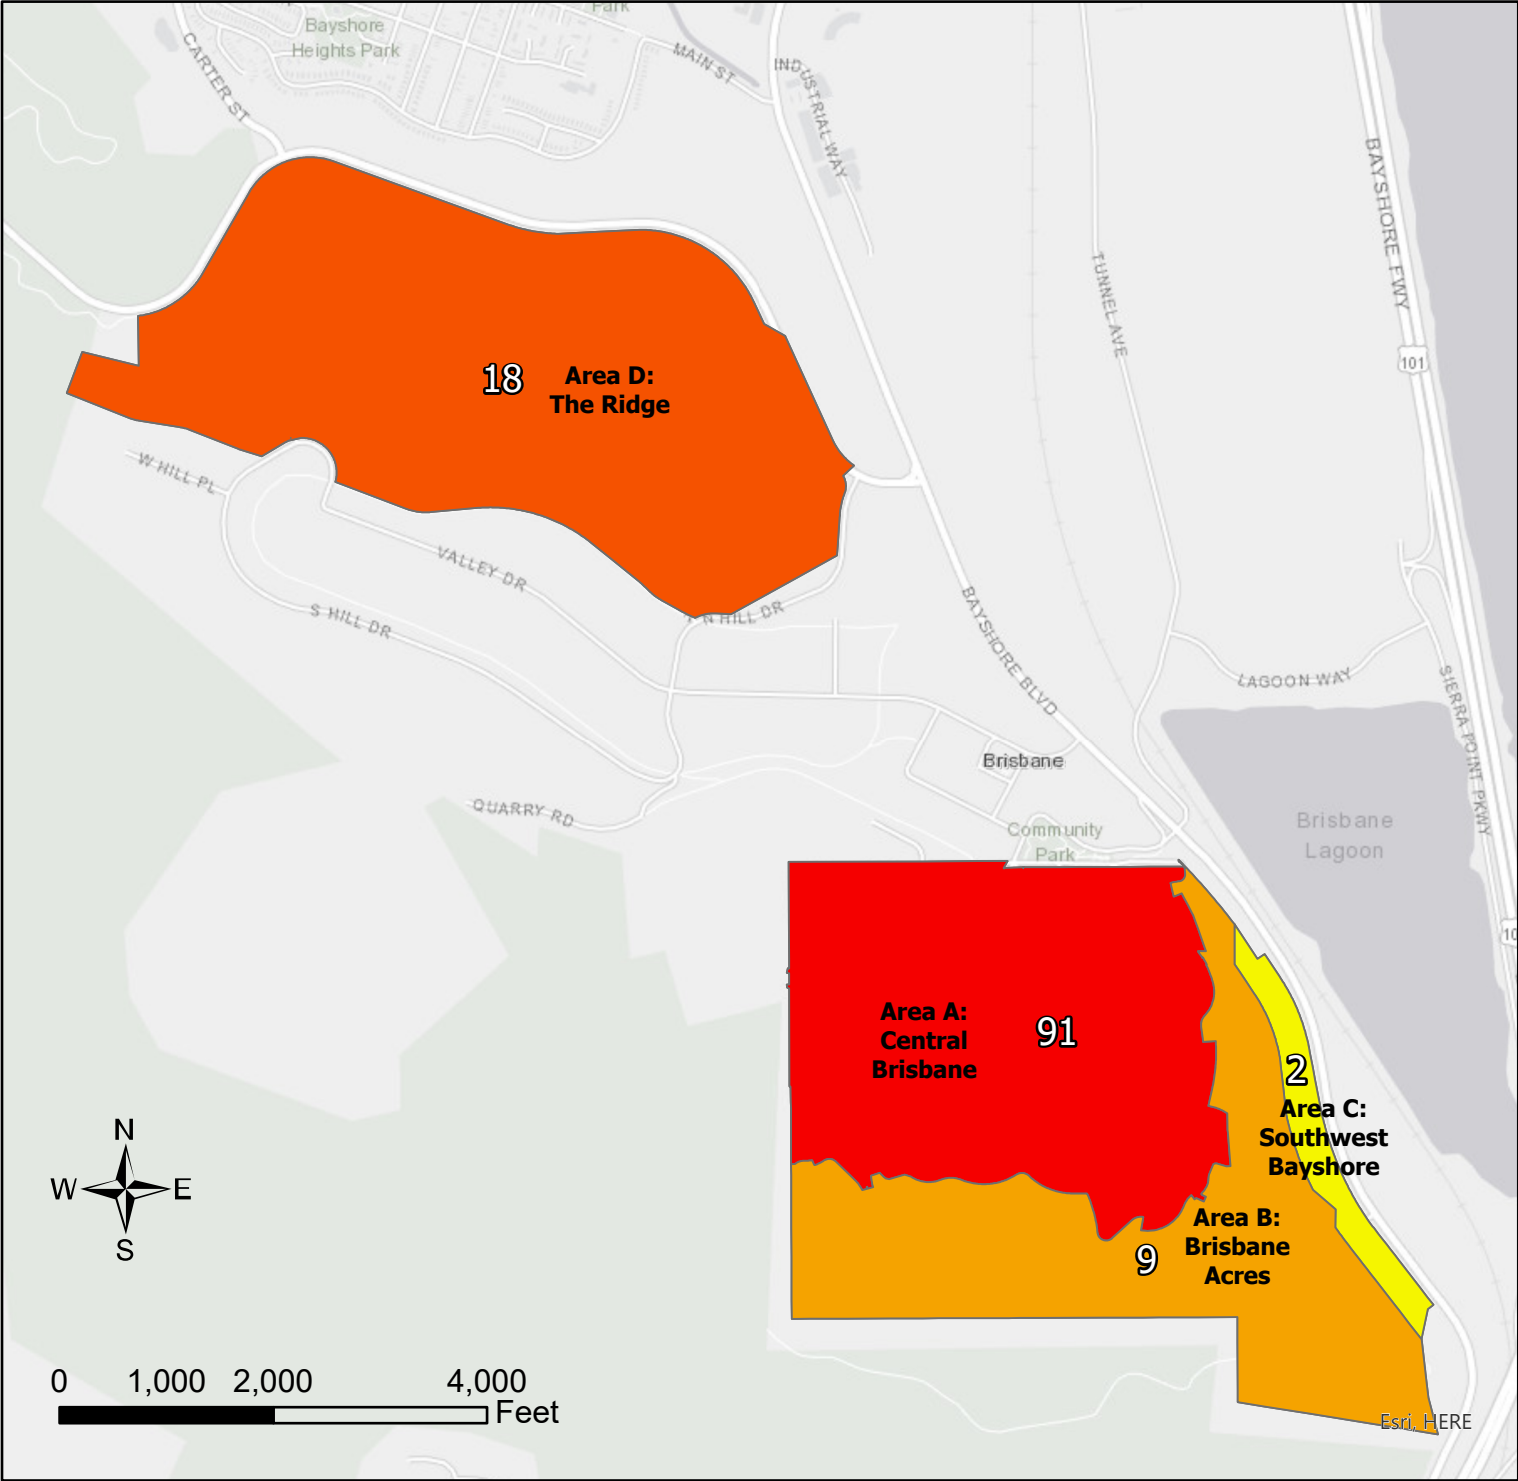 Park
Bayshore
Heights Park
CARTER ST
MAIN ST
INDUSTRIAL WAY
BAYSHORE FWY
TUNNEL AVE
101
18
Area D:
The Ridge
W HILL PL
VALLEY DR
S HILL DR
N HILL DR
BAYSHORE BLVD
LAGOON WAY
SIERRA POINT PKWY
Brisbane
QUARRY RD
Community
Park
Brisbane
Lagoon
10
Area A:
Central
Brisbane
91
2
Area C:
Southwest
Bayshore
Area B:
Brisbane
Acres
9
N
W
E
S
0
1,000
2,000
4,000
Feet
Esri, HERE